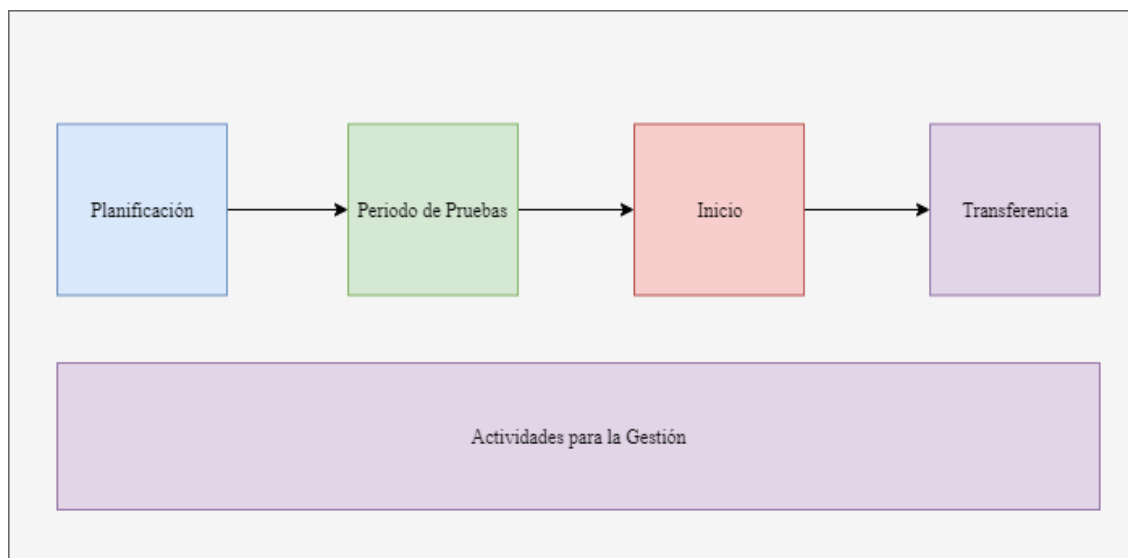 Planificación
Periodo de Pruebas
Inicio
Transferencia
Actividades para la Gestión